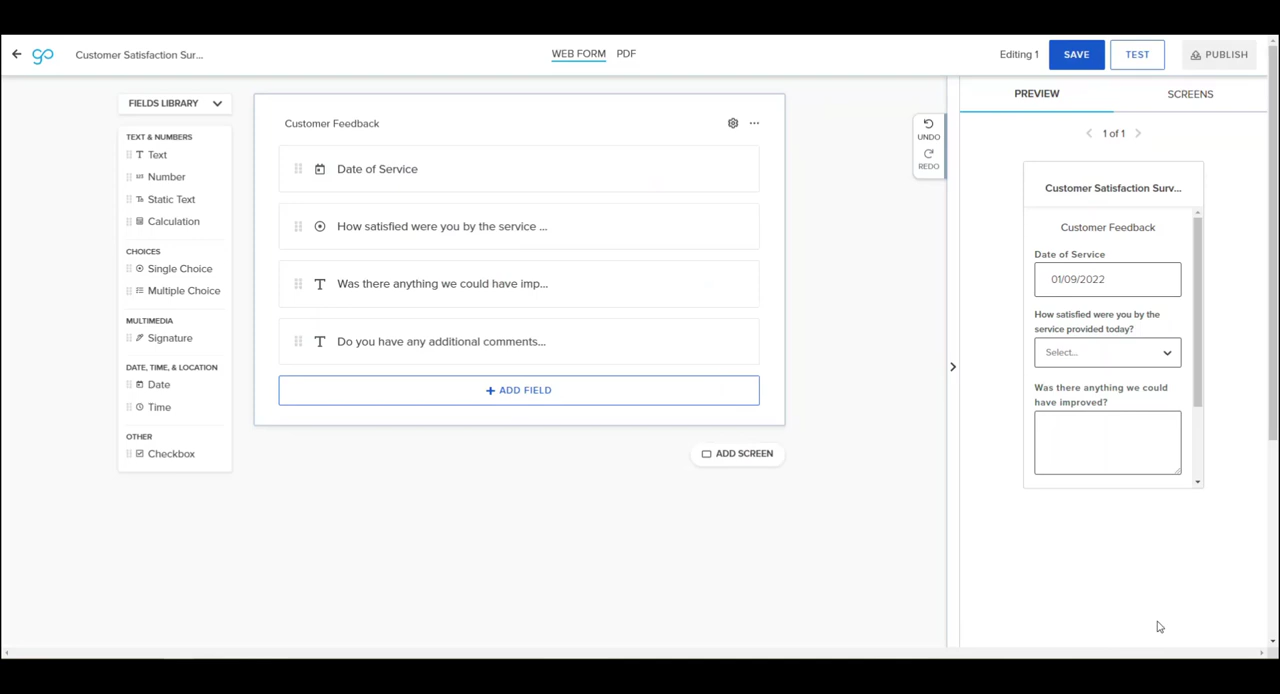 go
Customer Satisfaction Sur...
WEB FORM PDF
Editing 1
SAVE
TEST
PUBLISH
FIELDS LIBRARY
TEXT & NUMBERS
Text
Number
Static Text
Calculation
CHOICES
Single Choice
Multiple Choice
MULTIMEDIA
Signature
DATE, TIME, & LOCATION
Date
Time
OTHER
Checkbox
Customer Feedback
Date of Service
How satisfied were you by the service ...
Was there anything we could have imp...
Do you have any additional comments...
+ ADD FIELD
ADD SCREEN
UNDO
REDO
PREVIEW
SCREENS
1 of 1
Customer Satisfaction Surv...
Customer Feedback
Date of Service
01/09/2022
How satisfied were you by the
service provided today?
Select...
Was there anything we could
have improved?